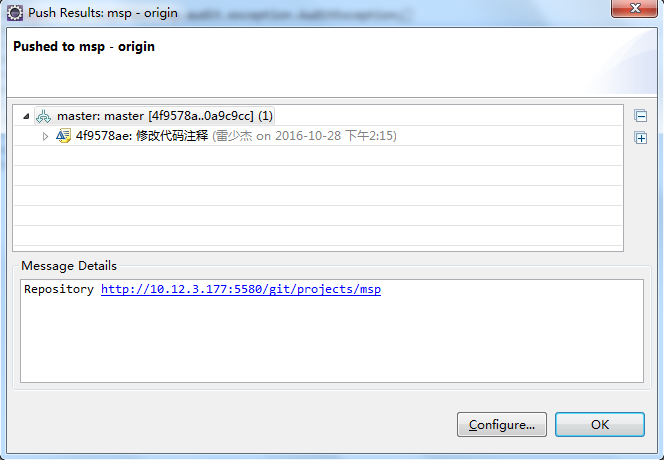 Push Results: msp - origin
Pushed to msp - origin
master: master [4f9578a..0a9c9cc] (1)
4f9578ae: 修改代码注释 (雷少杰 on 2016-10-28 下午2:15)
Message Details
Repository http://10.12.3.177:5580/git/projects/msp
Configure...
OK